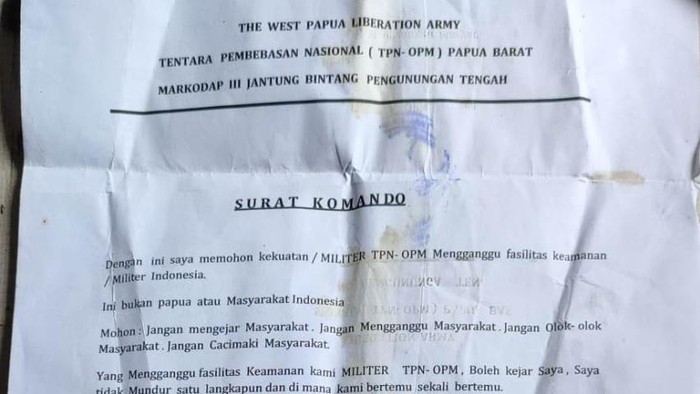 THE WEST PAPUA LIBERATION ARMY
TENTARA PEMBEBASAN NASIONAL ( TPN- OPM ) PAPUA BARAT
MARKODAP III JANTUNG BINTANG PENGUNUNGAN TENGAH
SURAT KOMANDO
Dengan ini saya memohon kekuatan / MILITER TPN- OPM Mengganggu fasilitas keamanan
/ Militer Indonesia.
Ini bukan papua atau Masyarakat Indonesia
Mohon : Jangan mengejar Masyarakat . Jangan Mengganggu Masyarakat . Jangan Olok- olok
Masyarakat . Jangan Cacimaki Masyarakat.
Yang Mengganggu fasilitas Keamanan kami MILITER TPN- OPM , Boleh kejar Saya , Saya
tidak Mundur satu langkapun dan di mana kami bertemu sekali bertemu.